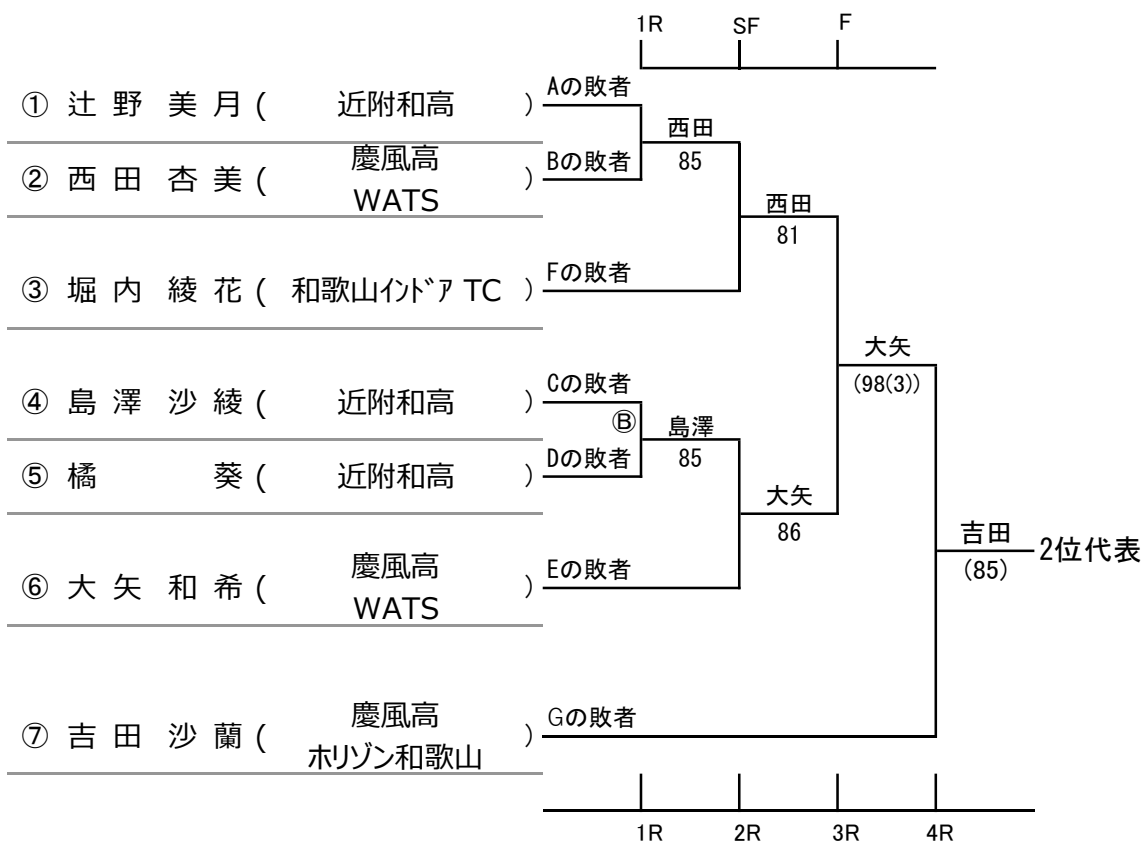 1R SF F
① 辻 野 美 月 ( 近附和高 ) Aの敗者
西田
85
② 西 田 杏 美 ( 慶風高 WATS ) Bの敗者
西田
81
③ 堀 内 綾 花 ( 和歌山インドア TC ) Fの敗者
大矢
(98(3))
④ 島 澤 沙 綾 ( 近附和高 ) Cの敗者
Ⓑ 島澤
85
⑤ 橘 葵 ( 近附和高 ) Dの敗者
大矢
86
⑥ 大 矢 和 希 ( 慶風高 WATS ) Eの敗者
吉田
(85)
2位代表
⑦ 吉 田 沙 蘭 ( 慶風高 ホリゾン和歌山 ) Gの敗者
1R 2R 3R 4R